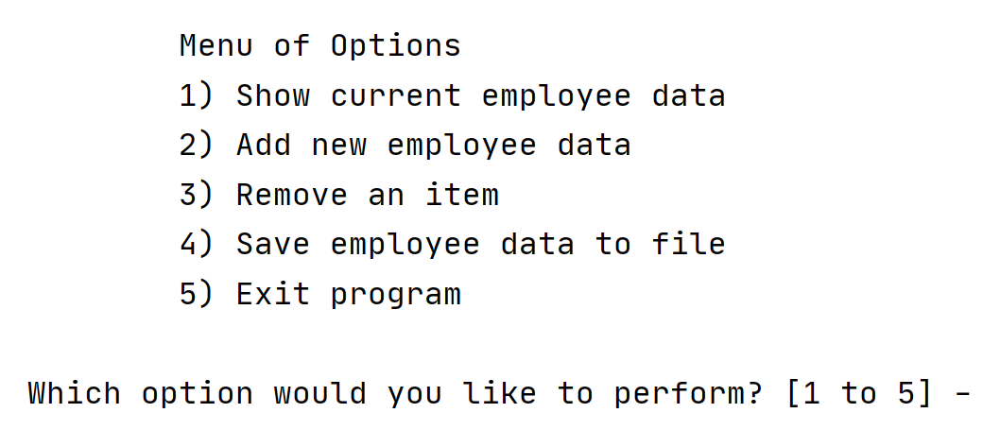 Menu of Options
1) Show current employee data
2) Add new employee data
3) Remove an item
4) Save employee data to file
5) Exit program
Which option would you like to perform? [1 to 5] -